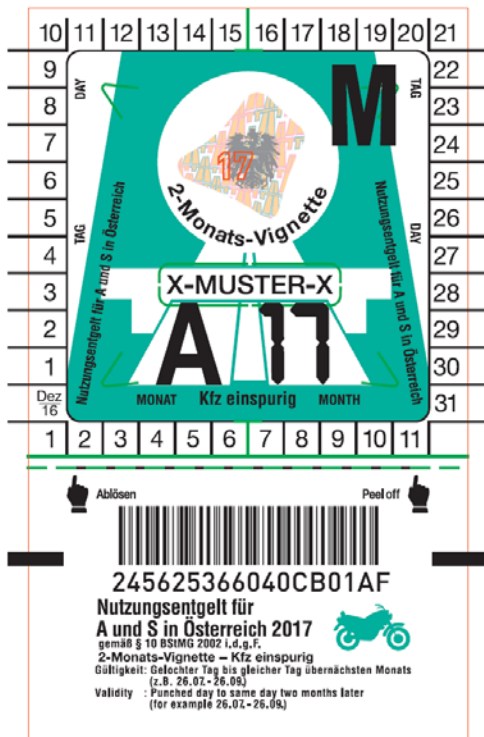 10 11 12 13 14 15 16 17 18 19 20 21
9 DAY M TAG 22
8 23
7 17 24
6 2-Monats-Vignette 25
5 TAG DAY 26
4 Nutzungsentgelt für A und S in Österreich Nutzungsentgelt für A und S in Österreich 27
3 X-MUSTER-X 28
2 A 17 29
1 30
Dez 16 MONAT Kfz einspurig MONTH 31
1 2 3 4 5 6 7 8 9 10 11
Ablösen Peel off
245625366040CB01AF
Nutzungsentgelt für
A und S in Österreich 2017
gemäß § 10 BStMG 2002 i.d.g.F.
2-Monats-Vignette – Kfz einspurig
Gültigkeit: Gelochter Tag bis gleicher Tag übernächsten Monats
(z.B. 26.07.-26.09.)
Validity : Punched day to same day two months later
(for example 26.07.-26.09.)